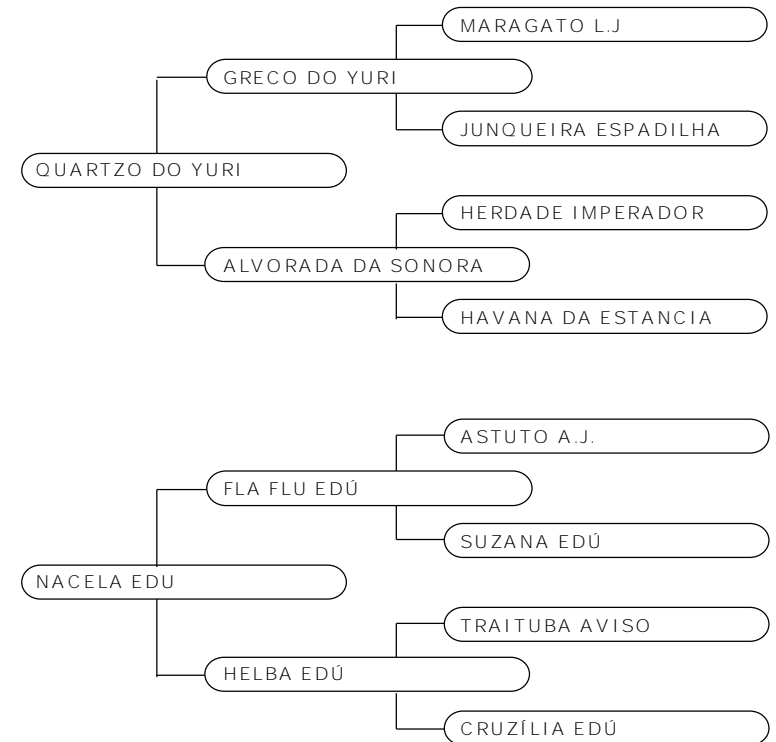 MARAGATO L.J
GRECO DO YURI
JUNQUEIRA ESPADILHA
QUARTZO DO YURI
HERDADE IMPERADOR
ALVORADA DA SONORA
HAVANA DA ESTANCIA
ASTUTO A.J.
FLA FLU EDÚ
SUZANA EDÚ
NACELA EDU
TRAITUBA AVISO
HELBA EDÚ
CRUZÍLIA EDÚ